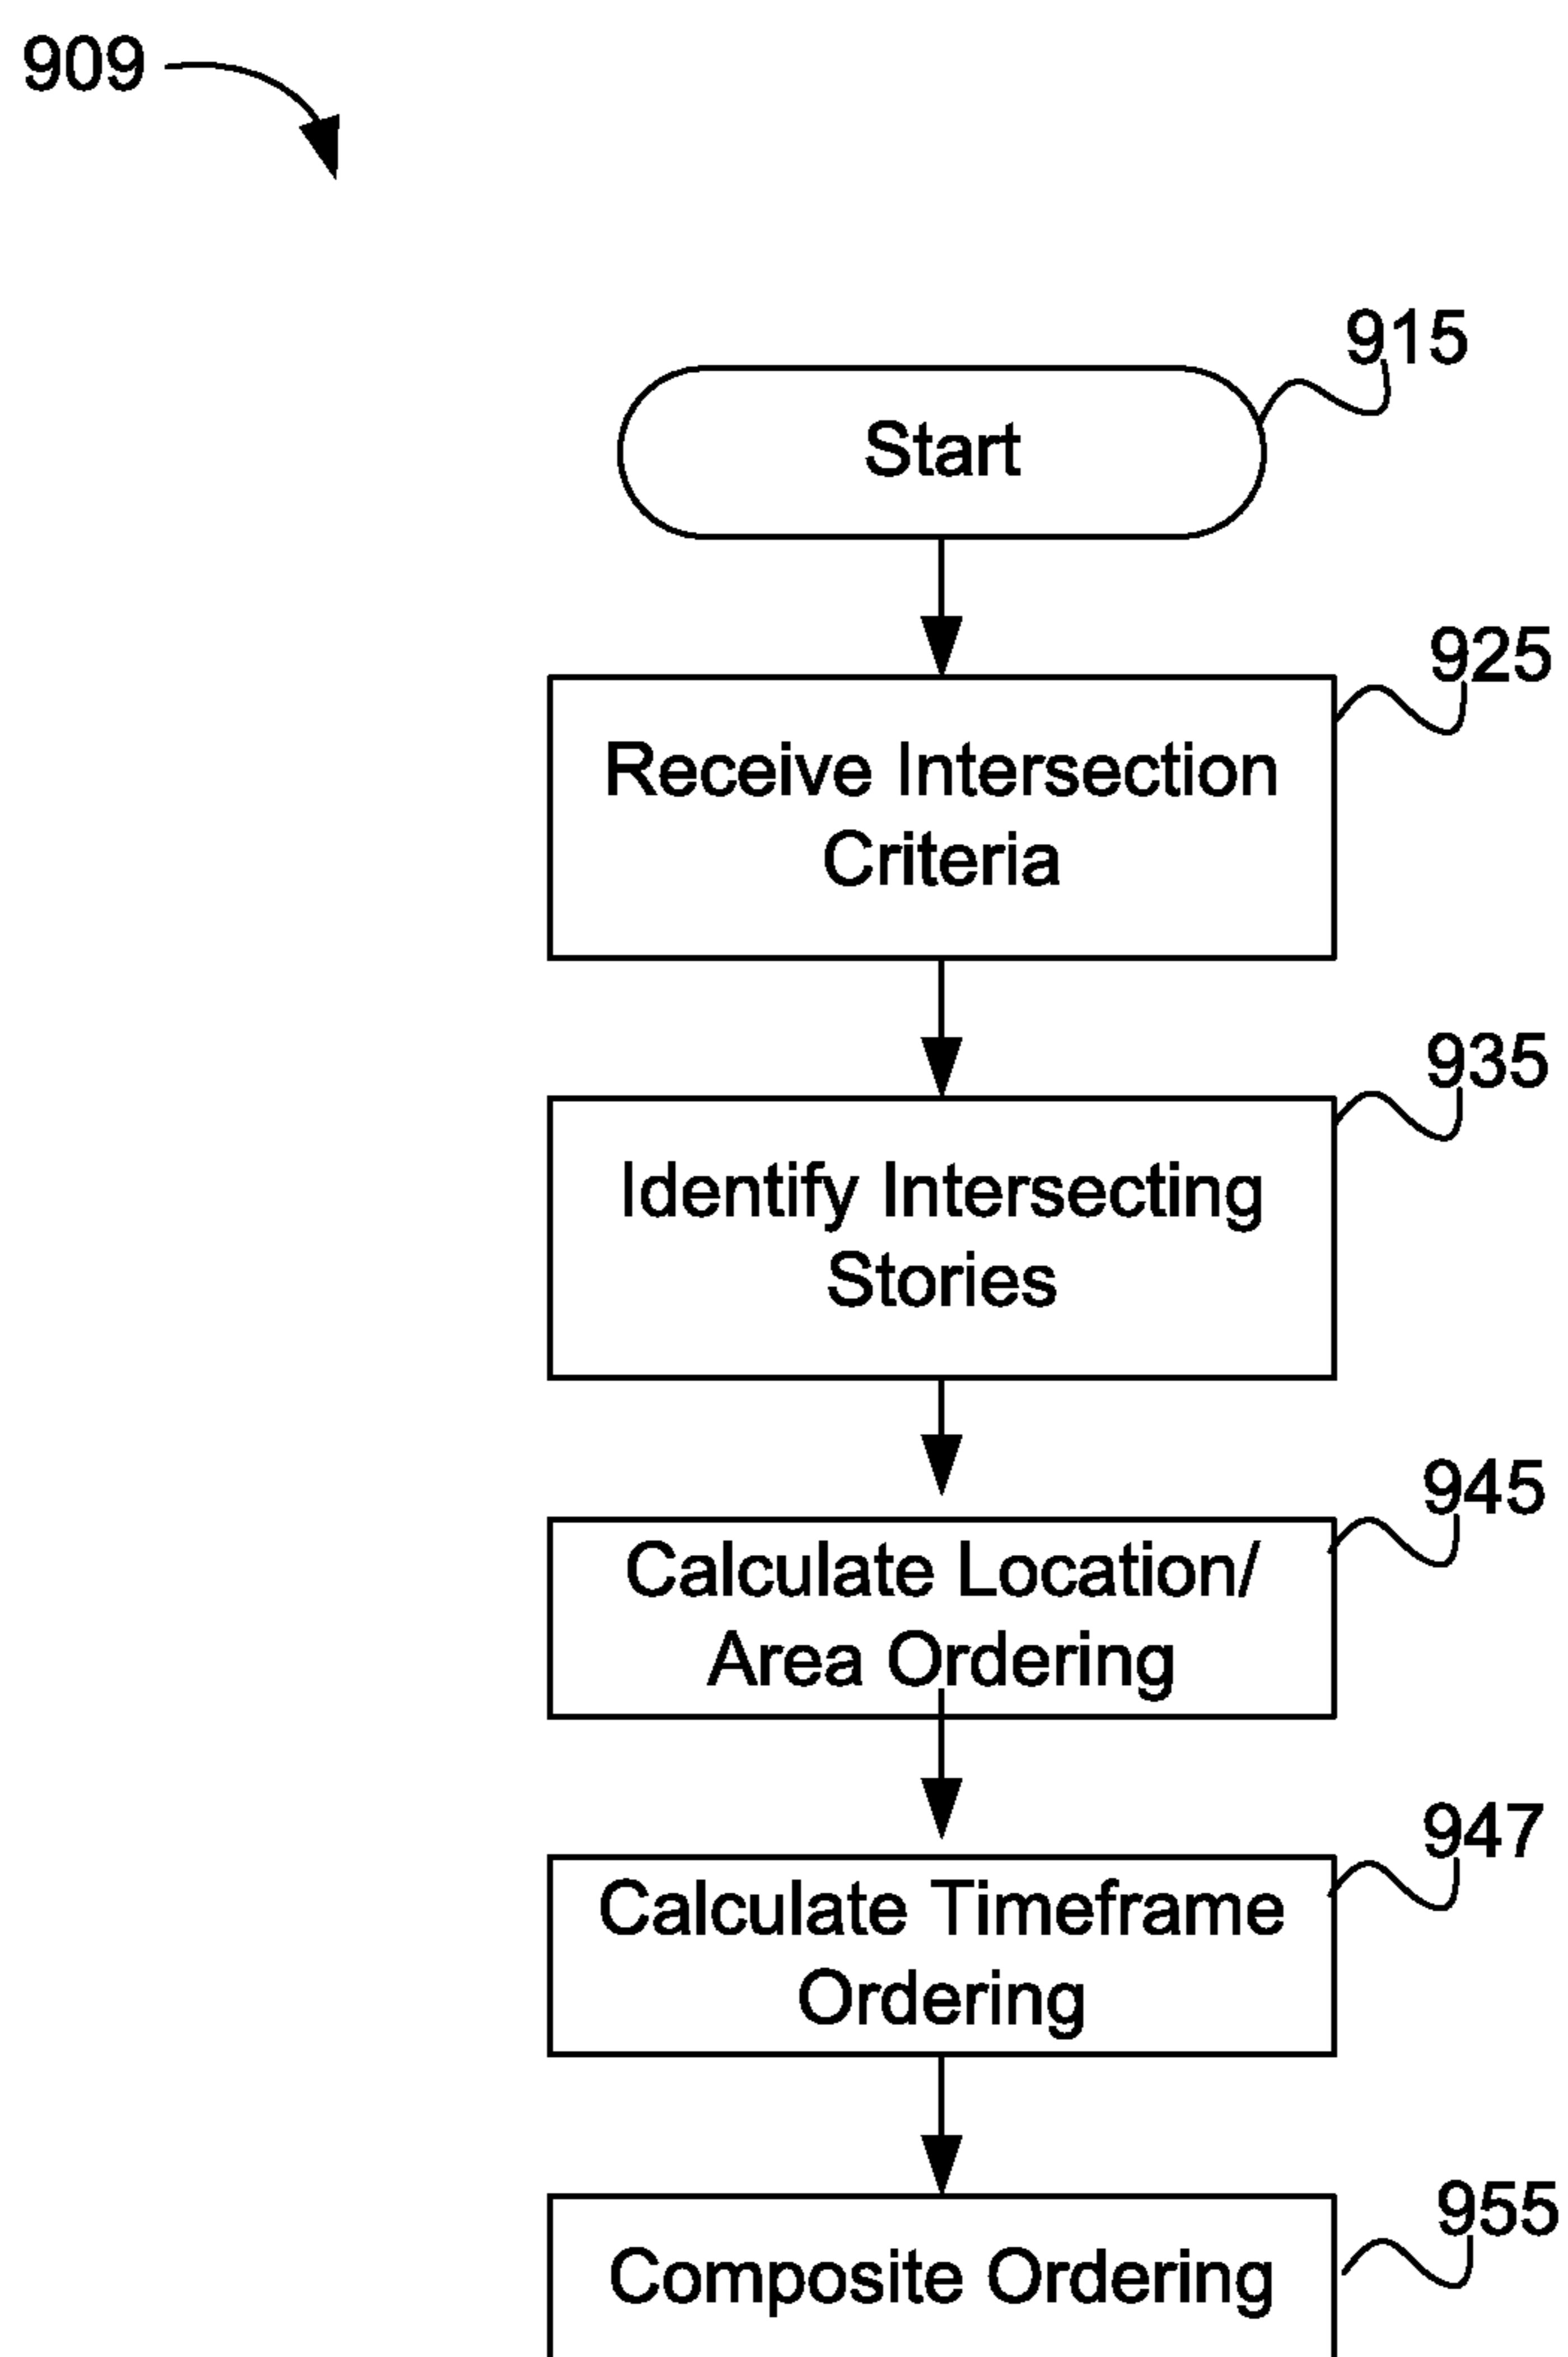 909
915
Start
925
Receive Intersection
Criteria
935
Identify Intersecting
Stories
945
Calculate Location/
Area Ordering
947
Calculate Timeframe
Ordering
955
Composite Ordering